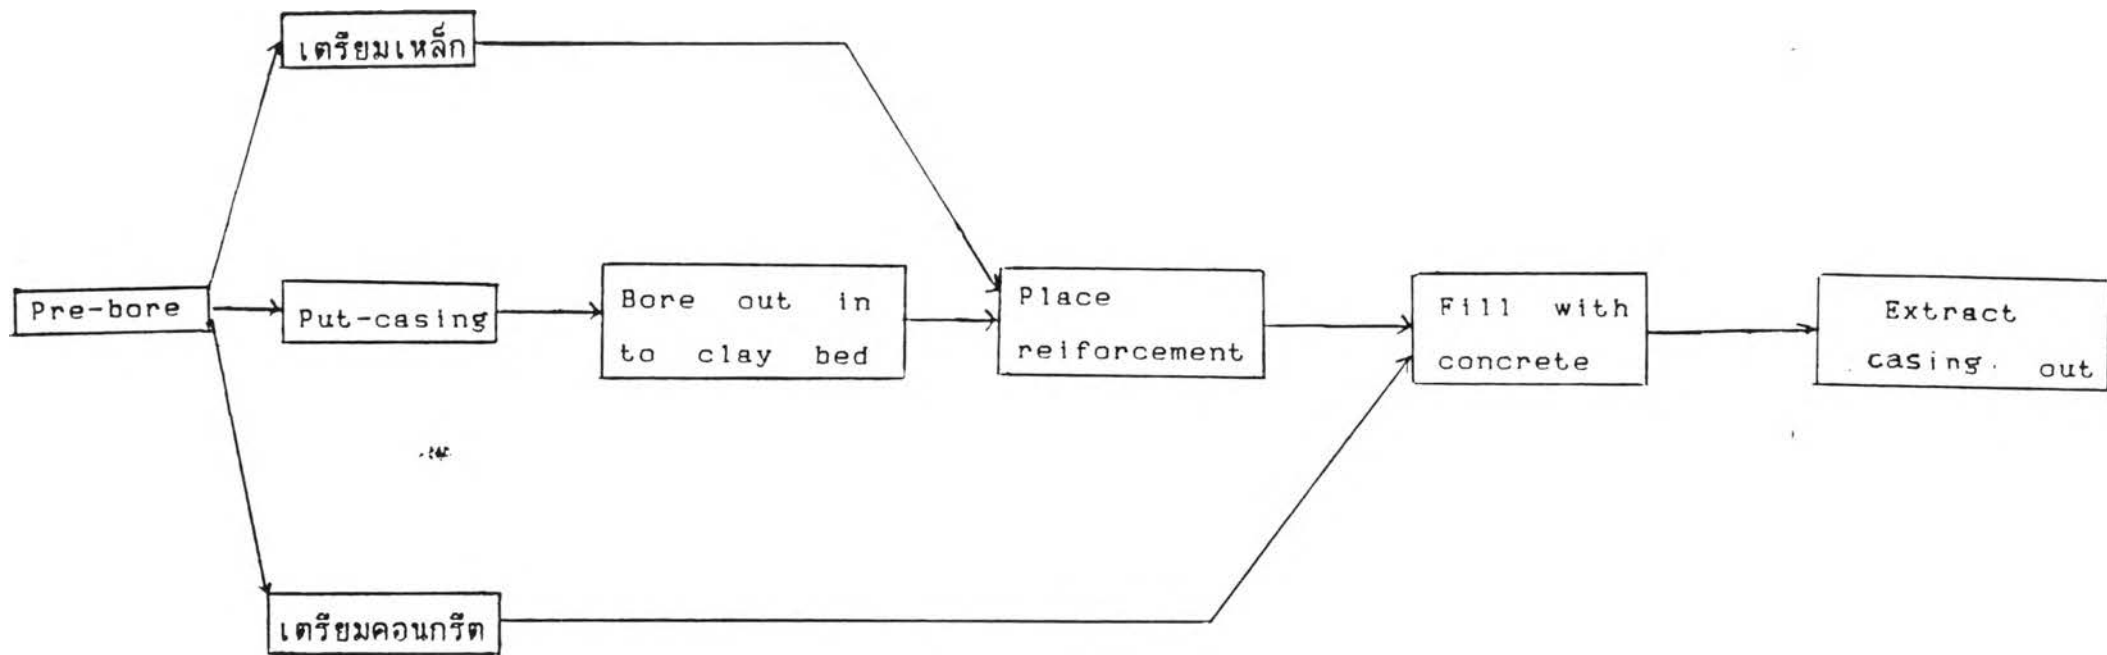 เตรียมเหล็ก
Pre-bore
Put-casing
Bore out in
to clay bed
Place
reiforcement
Fill with
concrete
Extract
casing. out
เตรียมคอนกรีต